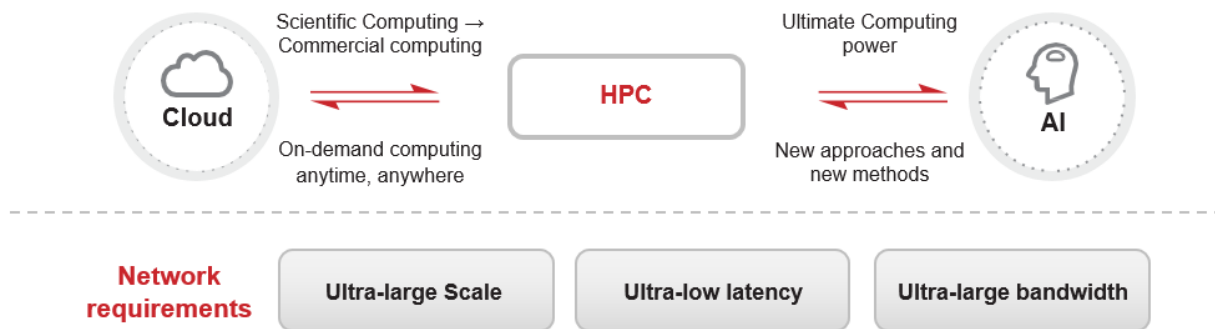 Scientific Computing →
Commercial computing
Ultimate Computing
power
Cloud
HPC
AI
On-demand computing
anytime, anywhere
New approaches and
new methods
Network
requirements
Ultra-large Scale
Ultra-low latency
Ultra-large bandwidth